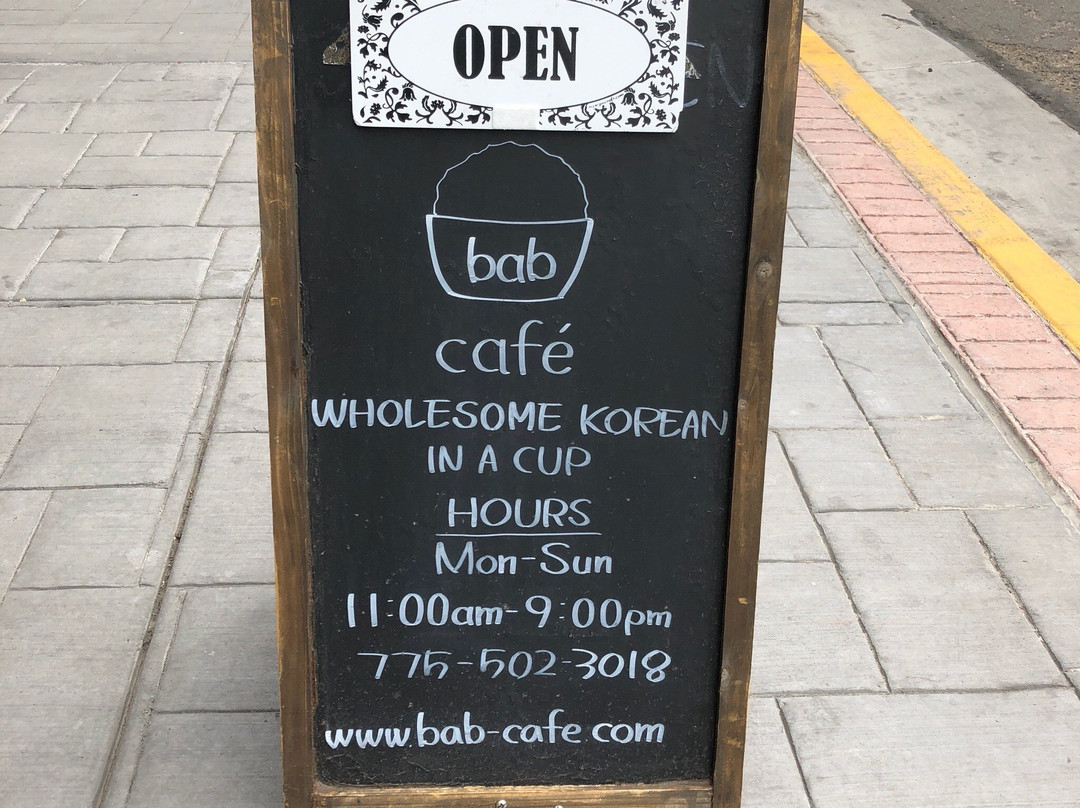 OPEN
bab
café
WHOLESOME KOREAN
IN A CUP
HOURS
Mon-Sun
11:00am-9:00pm
775-502-3018
www.bab-cafe.com